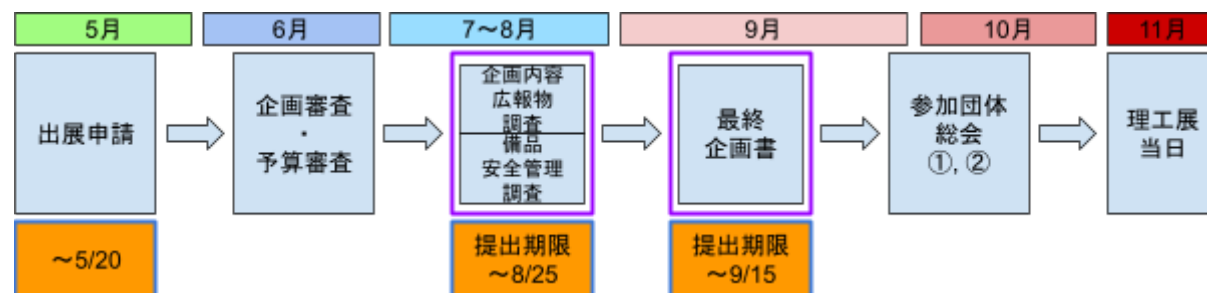 5月
6月
7～8月
9月
10月
11月
出展申請
企画審査
・
予算審査
企画内容
広報物
調査
備品
安全管理
調査
最終
企画書
参加団体
総会
①, ②
理工展
当日
～5/20
提出期限
～8/25
提出期限
～9/15